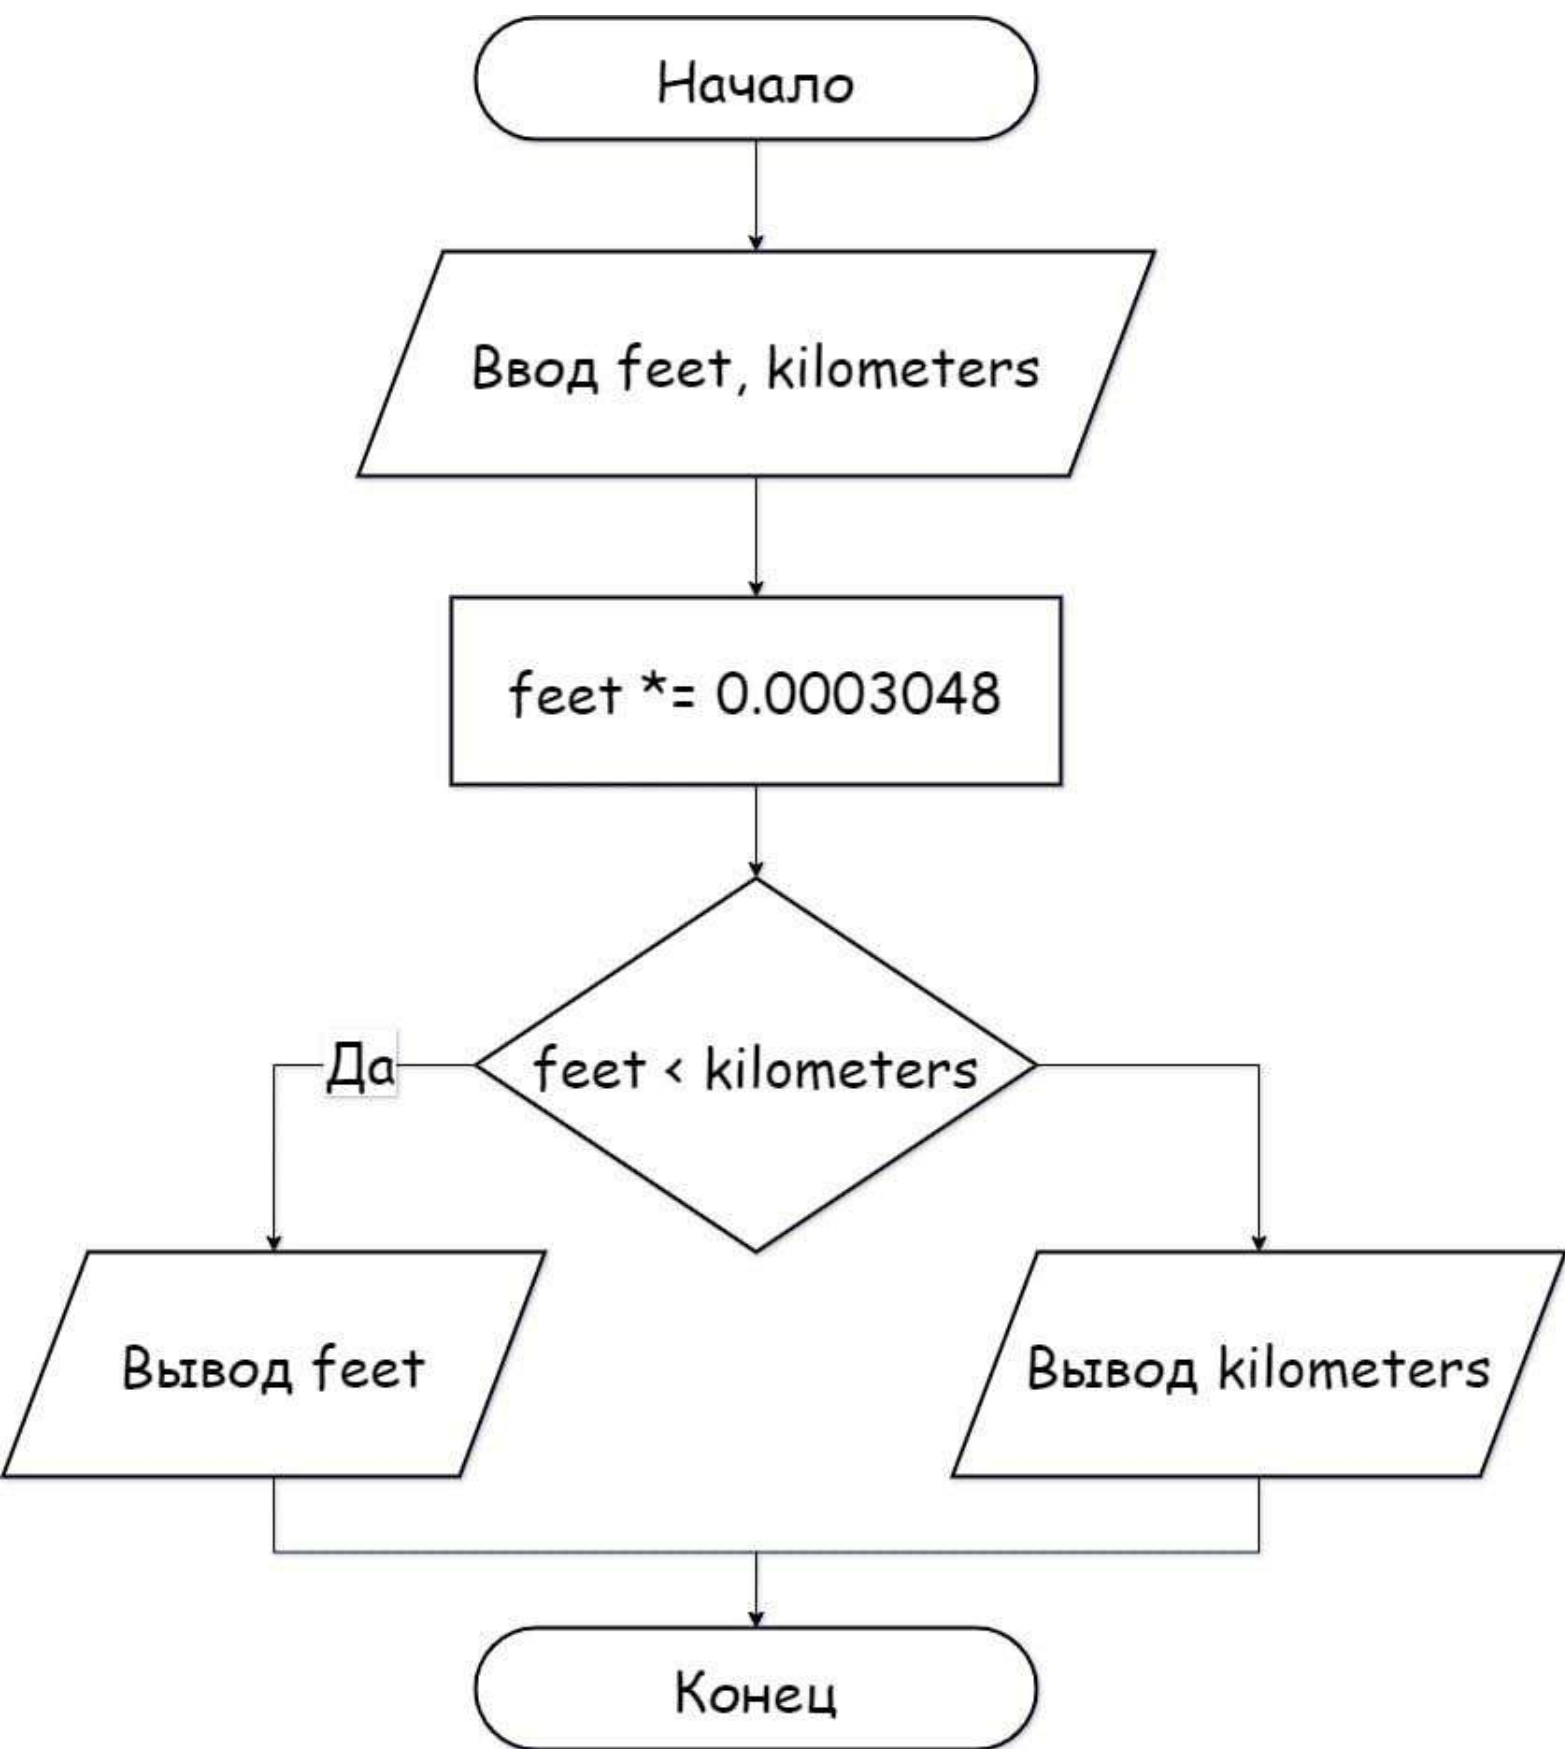 Начало
Ввод feet, kilometers
feet *= 0.0003048
feet < kilometers
Да
Вывод feet
Вывод kilometers
Конец